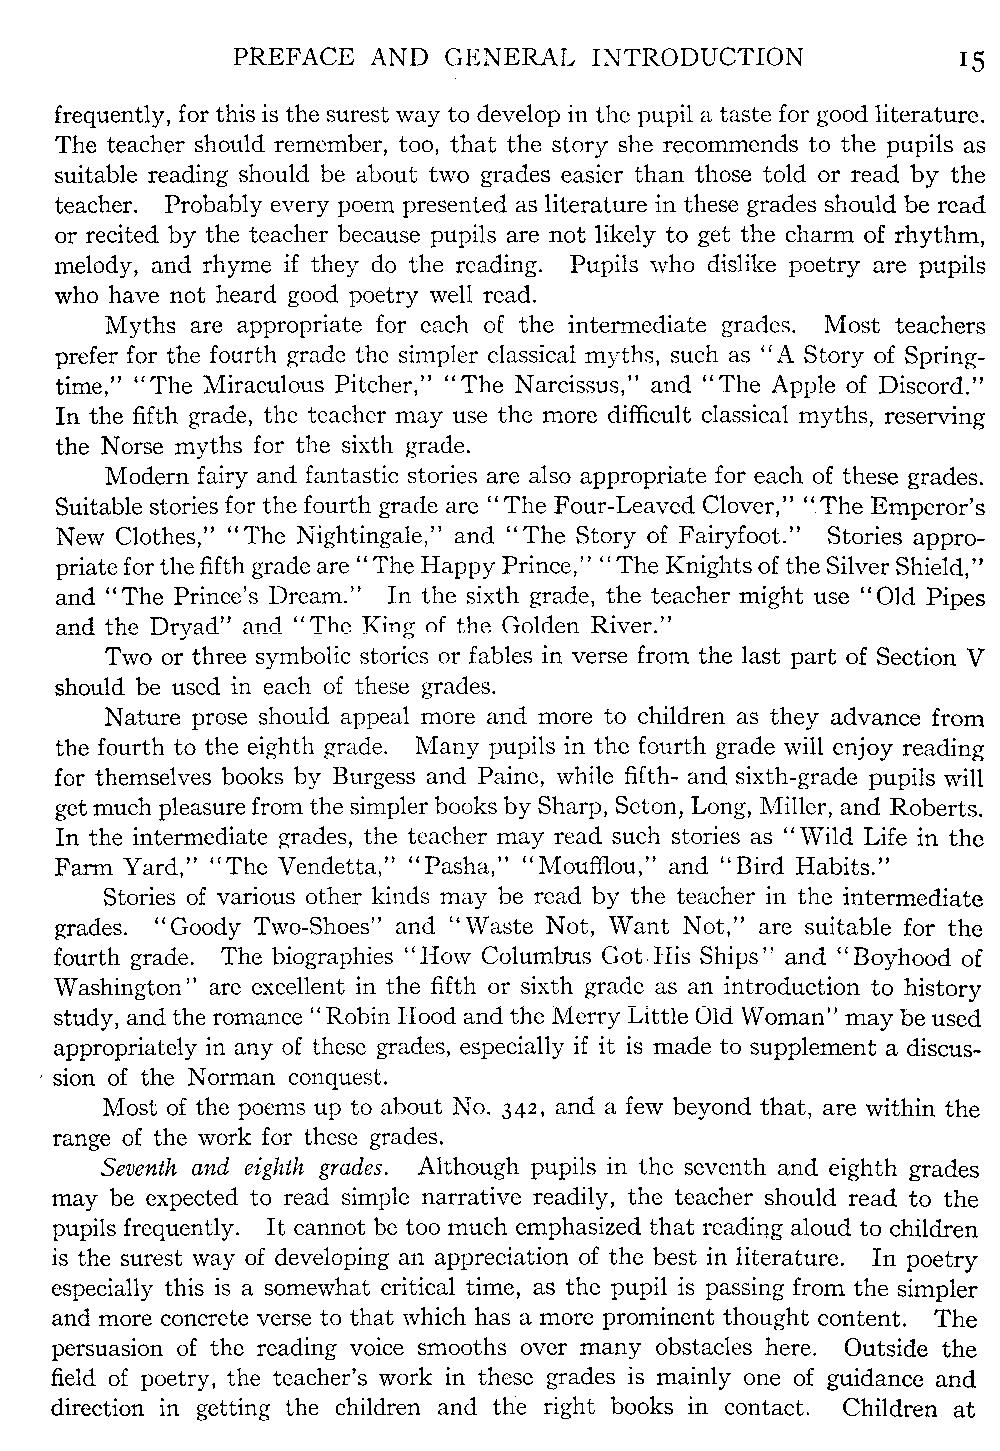 PREFACE AND GENERAL INTRODUCTION 15
frequently, for this is the surest way to develop in the pupil a taste for good literature.
The teacher should remember, too, that the story she recommends to the pupils as
suitable reading should be about two grades easier than those told or read by the
teacher. Probably every poem presented as literature in these grades should be read
or recited by the teacher because pupils are not likely to get the charm of rhythm,
melody, and rhyme if they do the reading. Pupils who dislike poetry are pupils
who have not heard good poetry well read.
Myths are appropriate for each of the intermediate grades. Most teachers
prefer for the fourth grade the simpler classical myths, such as "A Story of Spring-
time," "The Miraculous Pitcher," "The Narcissus," and "The Apple of Discord."
In the fifth grade, the teacher may use the more difficult classical myths, reserving
the Norse myths for the sixth grade.
Modern fairy and fantastic stories are also appropriate for each of these grades.
Suitable stories for the fourth grade are "The Four-Leaved Clover," "The Emperor's
New Clothes," "The Nightingale," and "The Story of Fairyfoot." Stories appro-
priate for the fifth grade are "The Happy Prince," "The Knights of the Silver Shield,"
and "The Prince's Dream." In the sixth grade, the teacher might use "Old Pipes
and the Dryad" and "The King of the Golden River."
Two or three symbolic stories or fables in verse from the last part of Section V
should be used in each of these grades.
Nature prose should appeal more and more to children as they advance from
the fourth to the eighth grade. Many pupils in the fourth grade will enjoy reading
for themselves books by Burgess and Paine, while fifth- and sixth-grade pupils will
get much pleasure from the simpler books by Sharp, Seton, Long, Miller, and Roberts.
In the intermediate grades, the teacher may read such stories as "Wild Life in the
Farm Yard," "The Vendetta," "Pasha," "Moufflou," and "Bird Habits."
Stories of various other kinds may be read by the teacher in the intermediate
grades. "Goody Two-Shoes" and "Waste Not, Want Not," are suitable for the
fourth grade. The biographies "How Columbus Got His Ships" and "Boyhood of
Washington" are excellent in the fifth or sixth grade as an introduction to history
study, and the romance "Robin Hood and the Merry Little Old Woman" may be used
appropriately in any of these grades, especially if it is made to supplement a discus-
sion of the Norman conquest.
Most of the poems up to about No. 342, and a few beyond that, are within the
range of the work for these grades.
Seventh and eighth grades. Although pupils in the seventh and eighth grades
may be expected to read simple narrative readily, the teacher should read to the
pupils frequently. It cannot be too much emphasized that reading aloud to children
is the surest way of developing an appreciation of the best in literature. In poetry
especially this is a somewhat critical time, as the pupil is passing from the simpler
and more concrete verse to that which has a more prominent thought content. The
persuasion of the reading voice smooths over many obstacles here. Outside the
field of poetry, the teacher's work in these grades is mainly one of guidance and
direction in getting the children and the right books in contact. Children at